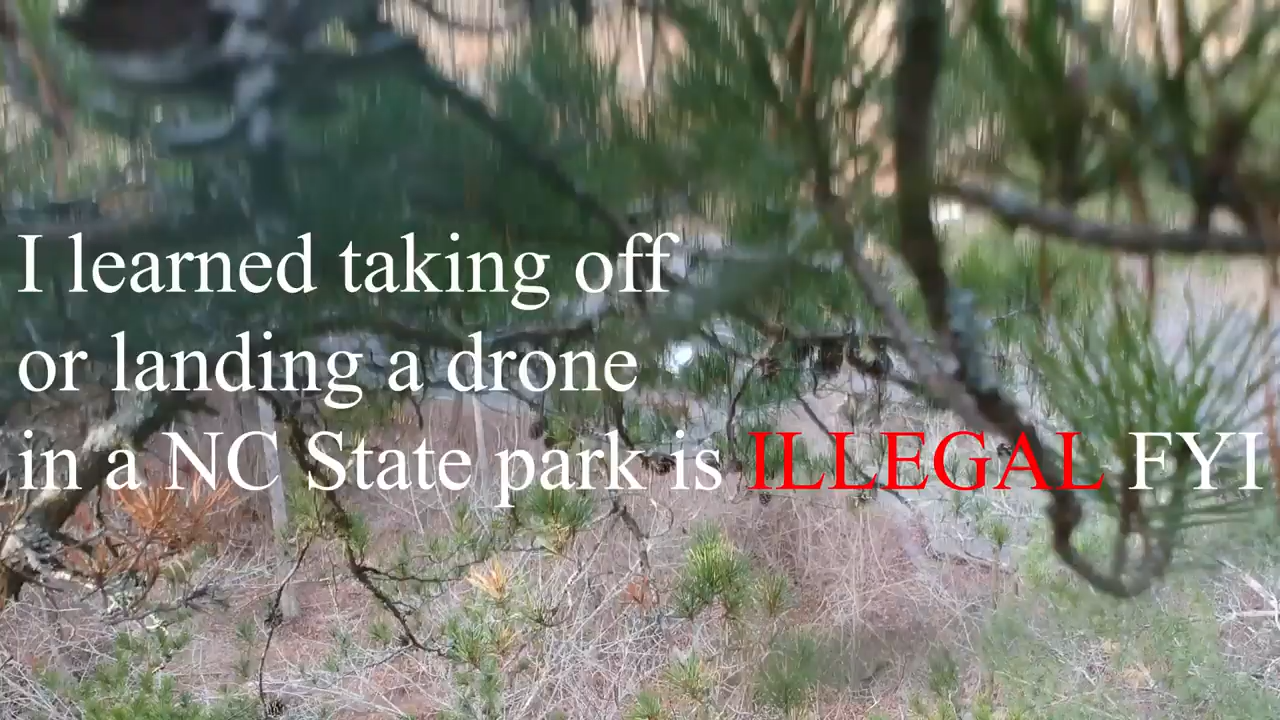 I learned taking off
or landing a drone
in a NC State park is ILLEGAL FYI